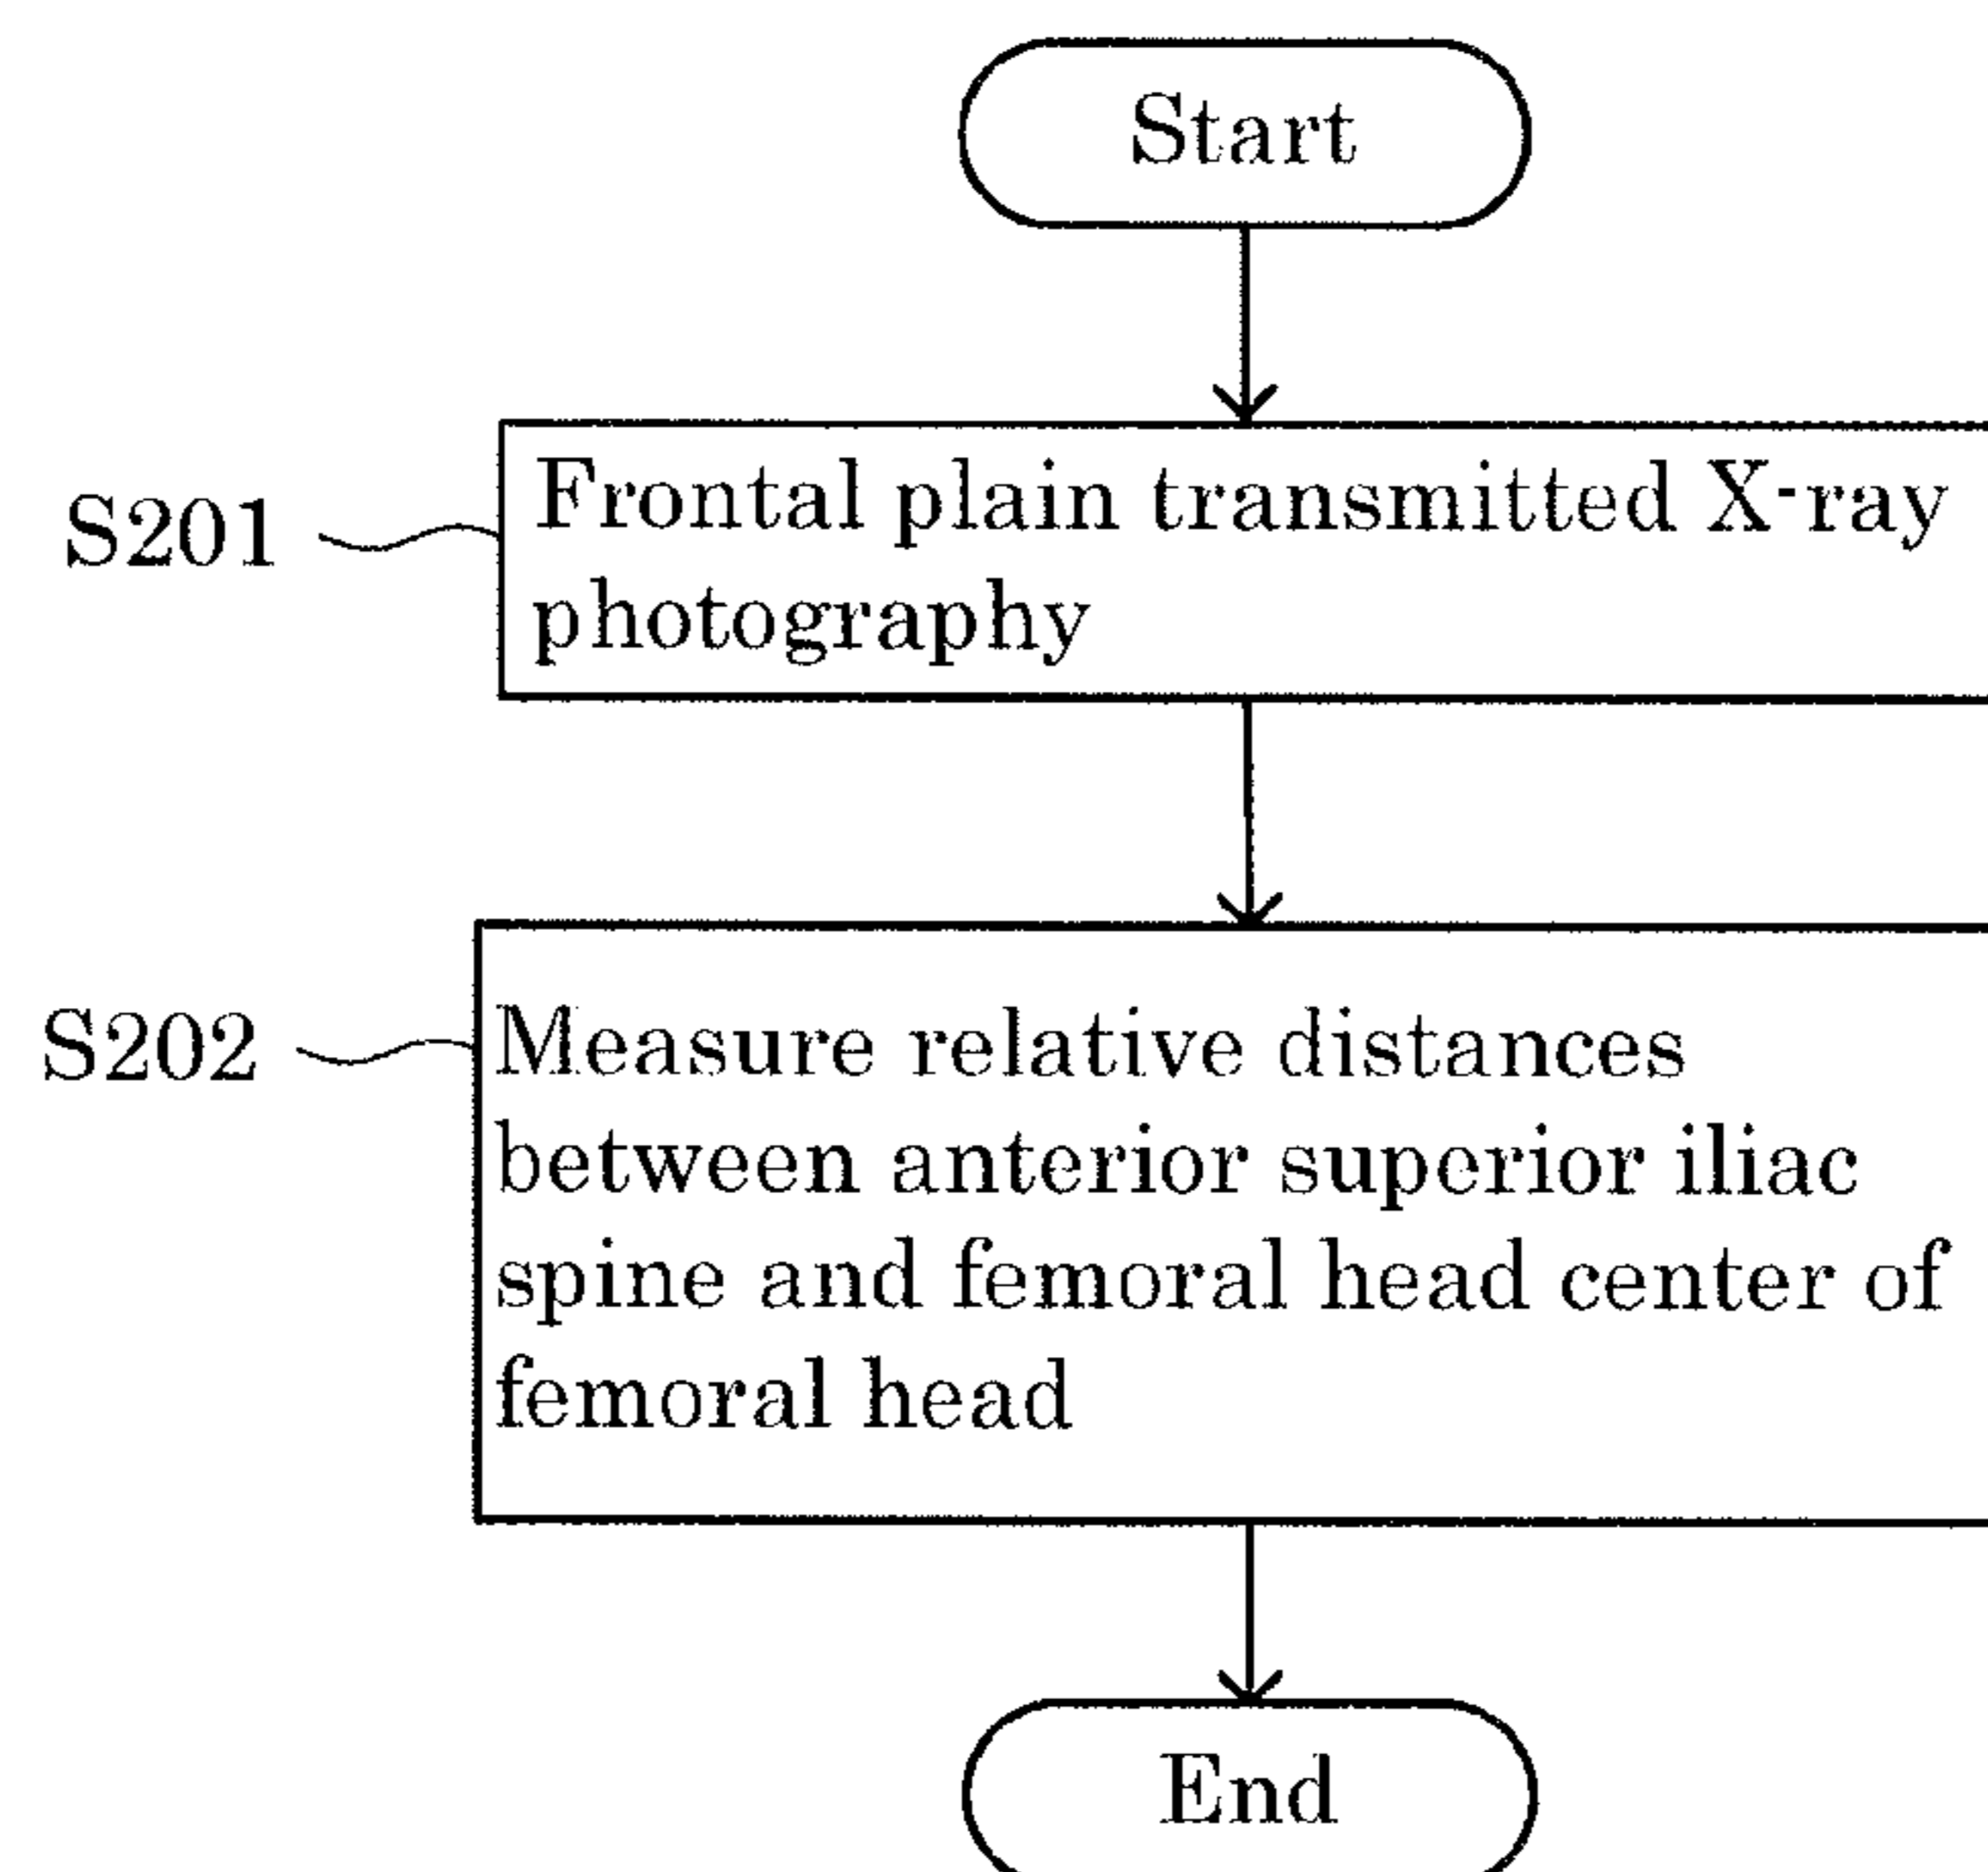 Start
S201
Frontal plain transmitted X-ray
photography
S202
Measure relative distances
between anterior superior iliac
spine and femoral head center of
femoral head
End